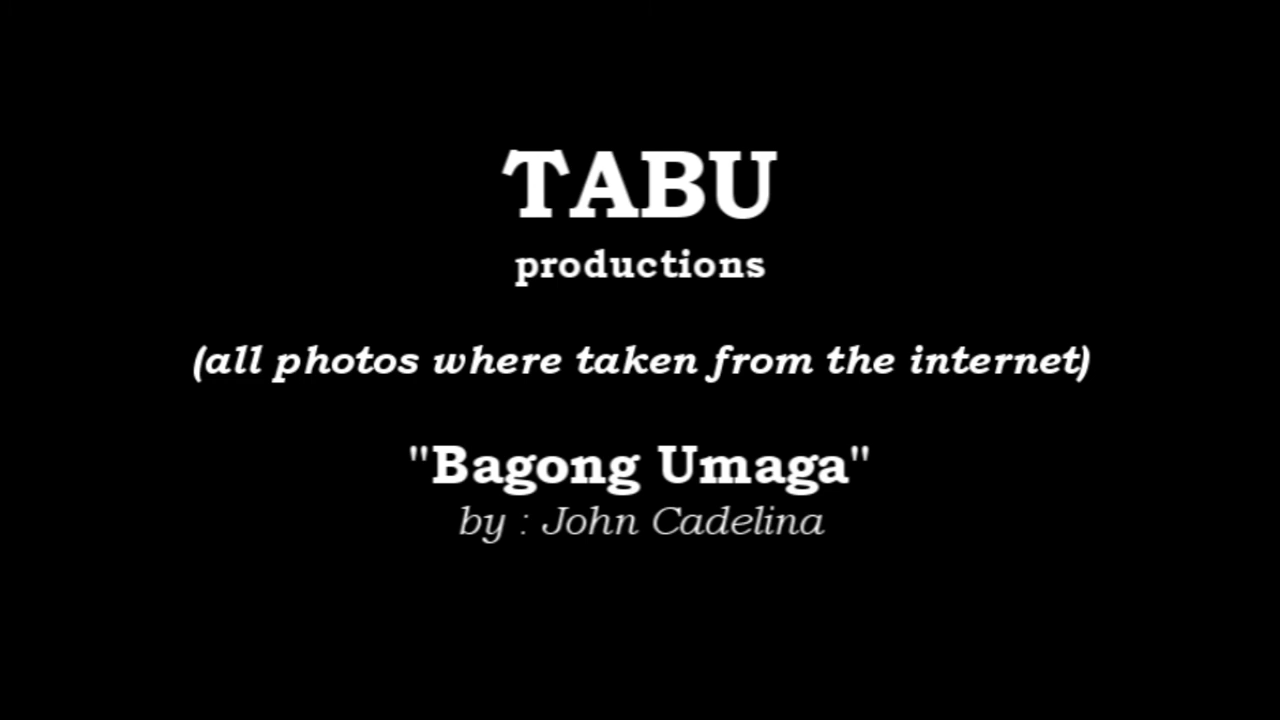 TABU
productions
(all photos where taken from the internet)
"Bagong Umaga"
by : John Cadelina